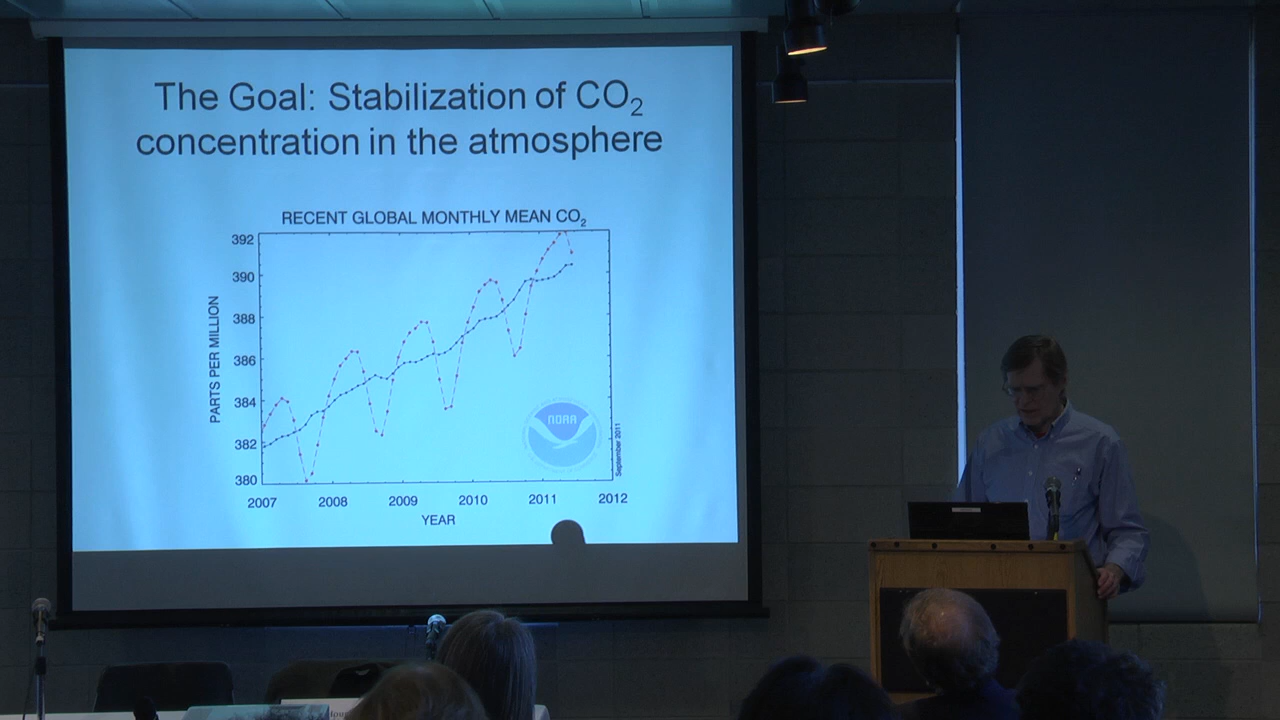 The Goal: Stabilization of CO2
concentration in the atmosphere
RECENT GLOBAL MONTHLY MEAN CO2
392
390
388
386
384
382
380
PARTS PER MILLION
2007 2008 2009 2010 2011 2012
YEAR
NOAA
September 2011